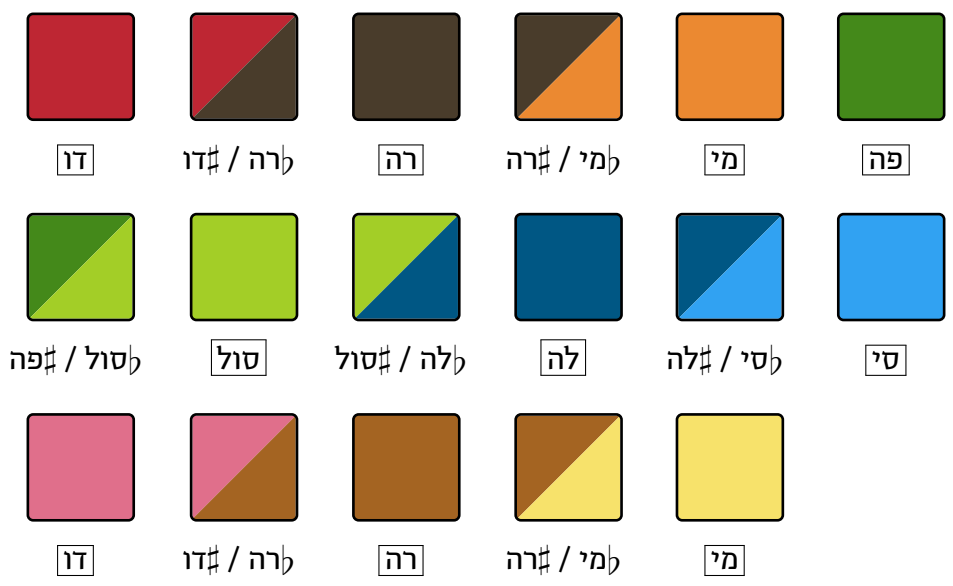 דו ♭רה / ♯דו רה ♭מי / ♯רה מי פה
♭סול / ♯פה סול ♭לה / ♯סול לה ♭סי / ♯לה סי
דו ♭רה / ♯דו רה ♭מי / ♯רה מי